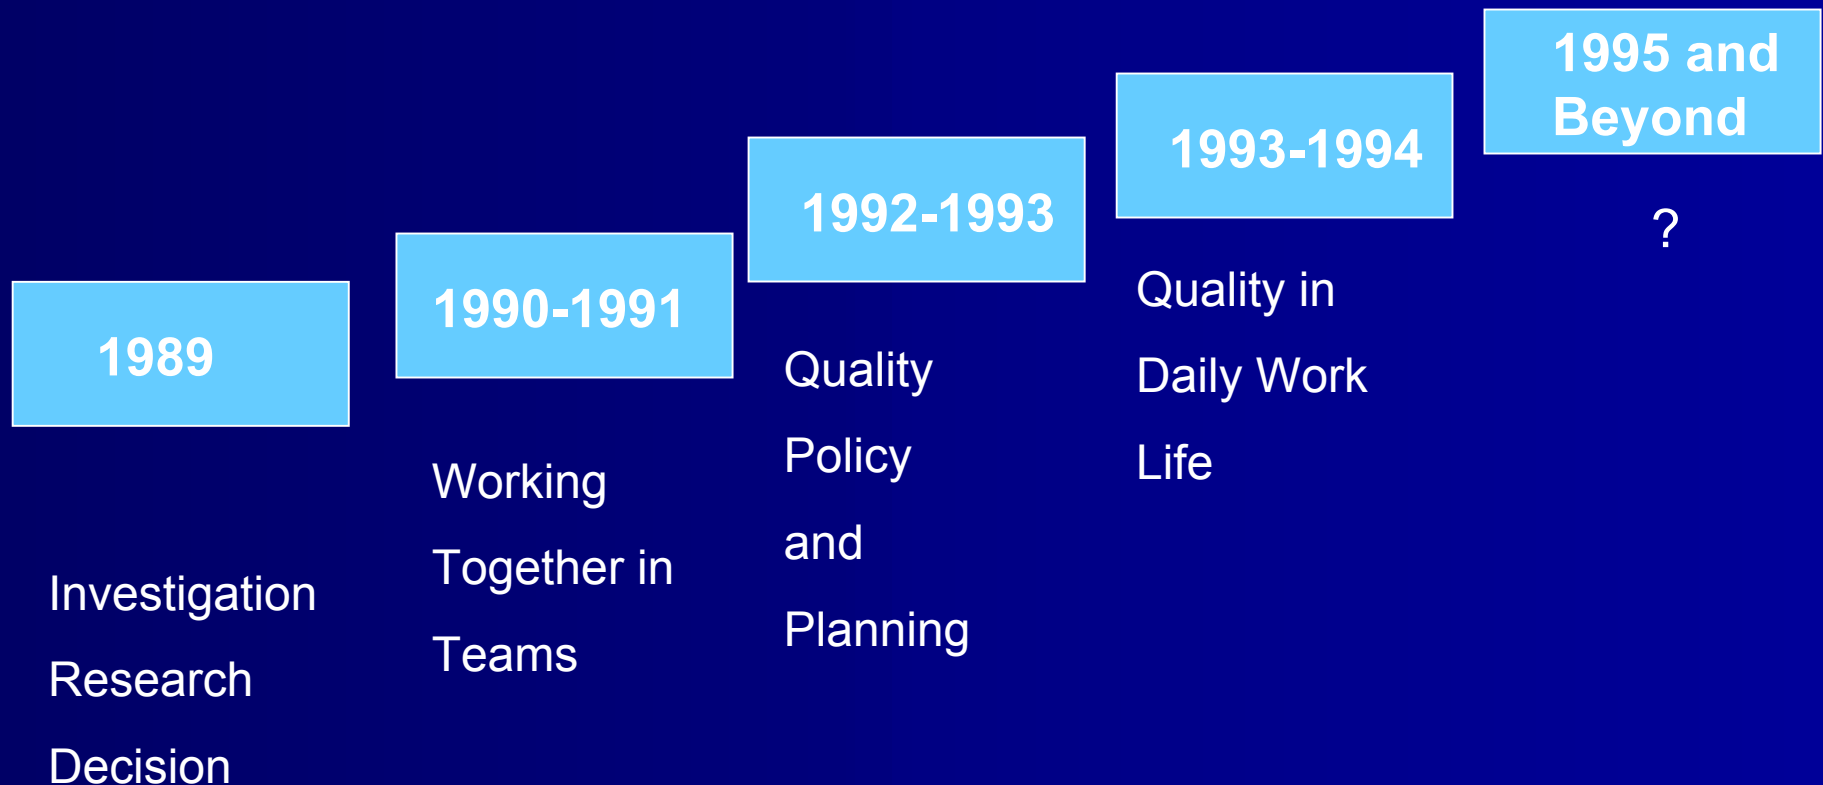 1989
Investigation
Research
Decision
1990-1991
Working
Together in
Teams
1992-1993
Quality
Policy
and
Planning
1993-1994
Quality in
Daily Work
Life
1995 and
Beyond
?